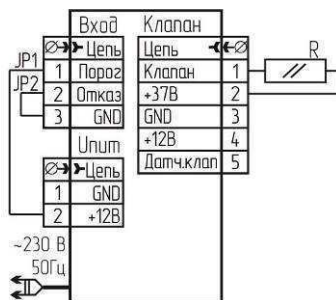 Вход Клапан
Цепь Цепь
JP1 1 Порог Клапан 1 R
JP2 2 Отказ +37В 2
3 GND GND 3
Uпит +12В 4
Цепь Датч.клап 5
1 GND
2 +12В
~230 В
50Гц